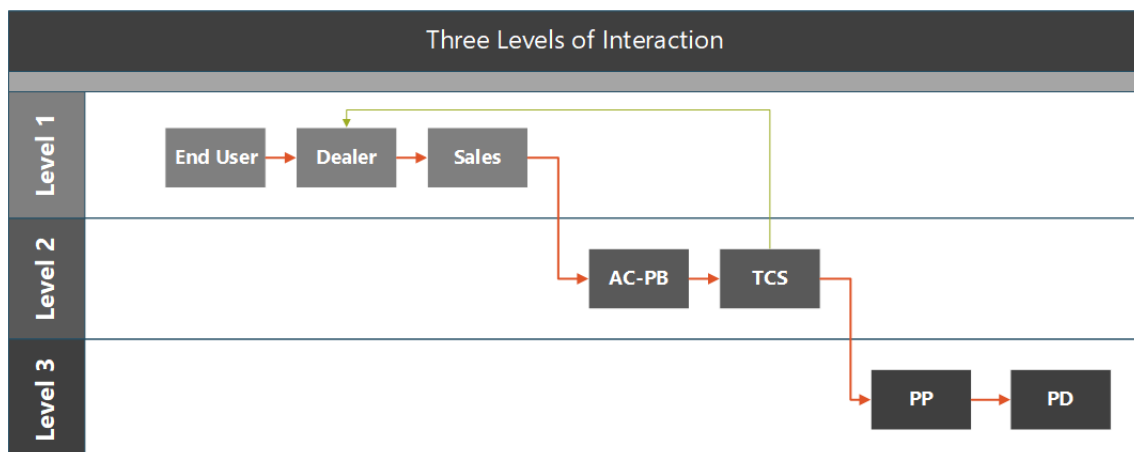 Three Levels of Interaction
Level 1
End User
Dealer
Sales
Level 2
AC-PB
TCS
Level 3
PP
PD